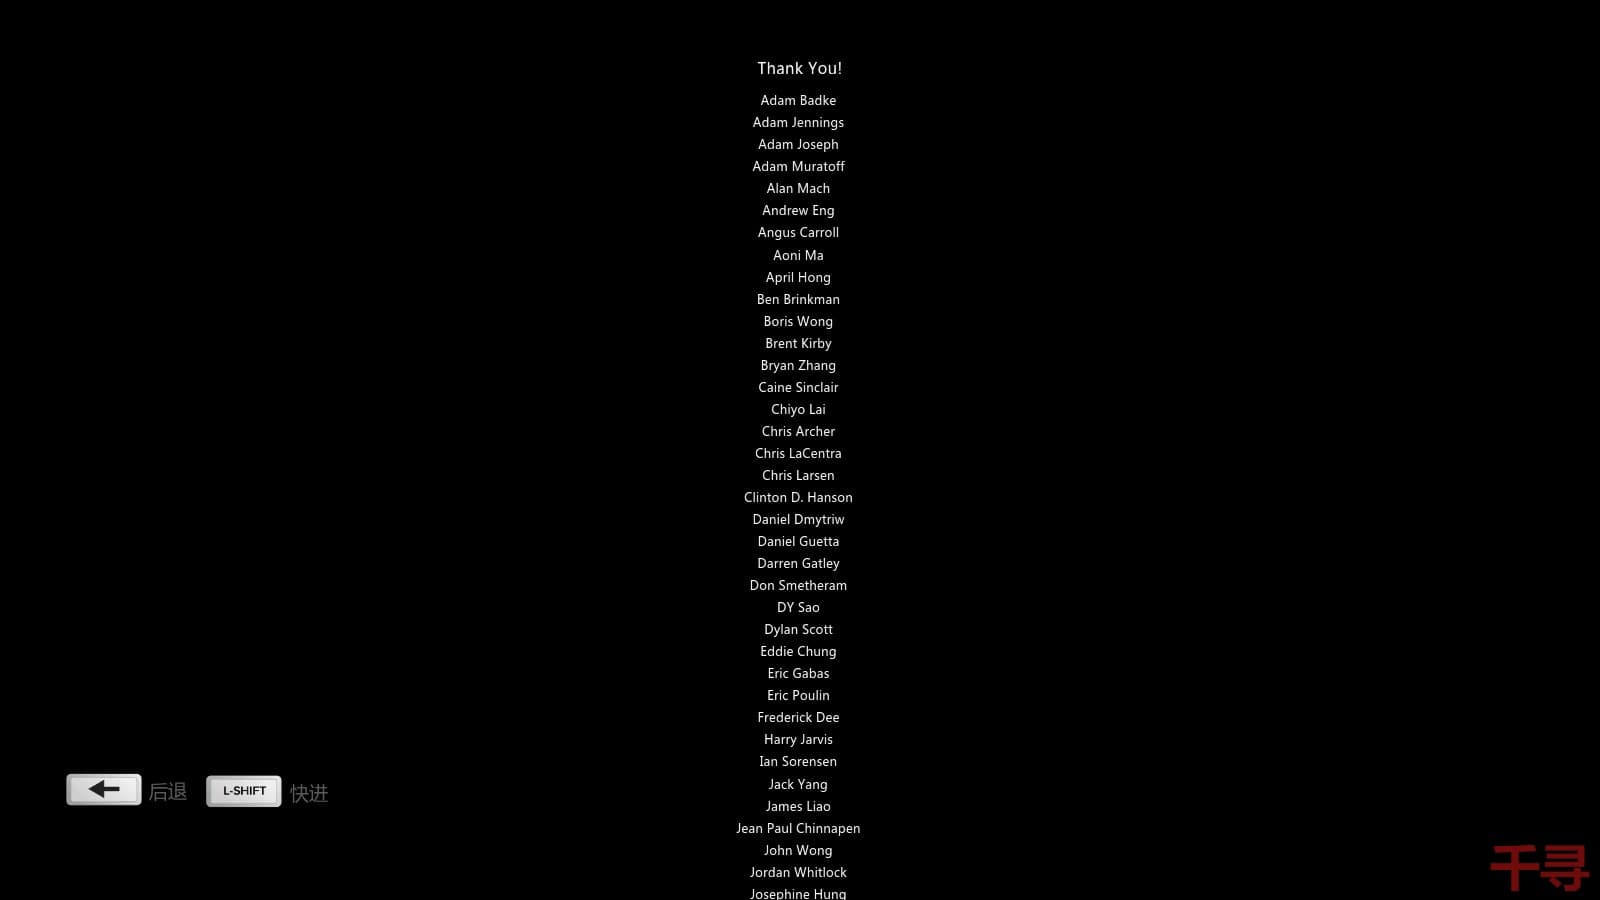 Thank You!
Adam Badke
Adam Jennings
Adam Joseph
Adam Muratoff
Alan Mach
Andrew Eng
Angus Carroll
Aoni Ma
April Hong
Ben Brinkman
Boris Wong
Brent Kirby
Bryan Zhang
Caine Sinclair
Chiyo Lai
Chris Archer
Chris LaCentra
Chris Larsen
Clinton D. Hanson
Daniel Dmytriw
Daniel Guetta
Darren Gatley
Don Smetheram
DY Sao
Dylan Scott
Eddie Chung
Eric Gabas
Eric Poulin
Frederick Dee
Harry Jarvis
Ian Sorensen
Jack Yang
James Liao
Jean Paul Chinnapen
John Wong
Jordan Whitlock
Josephine Hung
后退 L-SHIFT 快进
千寻